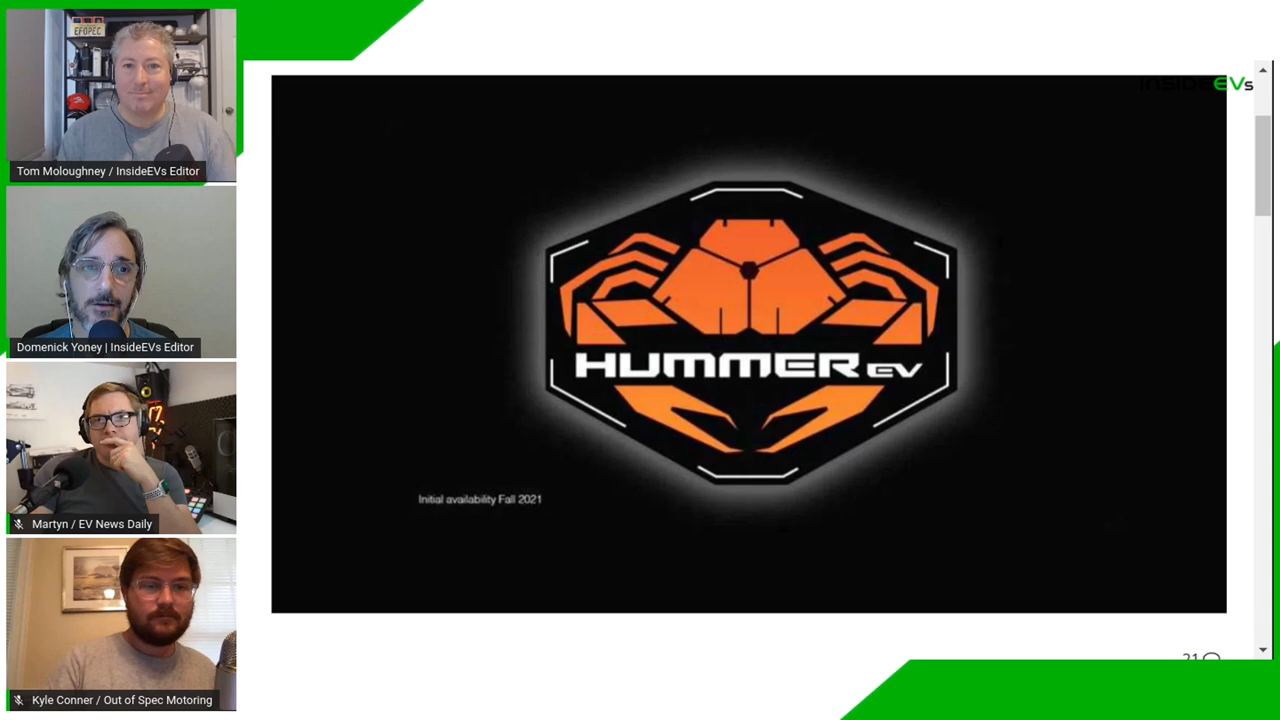 EFOPEC
Tom Moloughney / InsideEVs Editor
Domenick Yoney | InsideEVs Editor
Martyn / EV News Daily
Kyle Conner / Out of Spec Motoring
InsideEVs
HUMMER EV
Initial availability Fall 2021
21